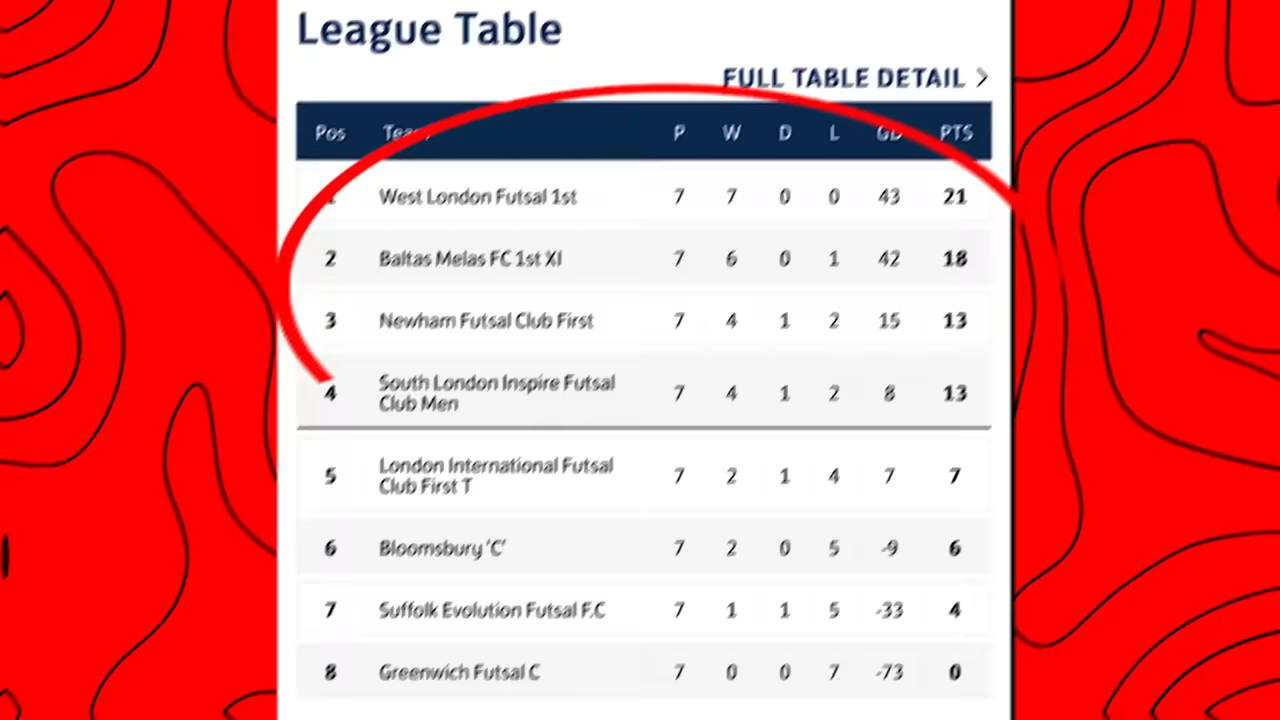 League Table
FULL TABLE DETAIL >
Pos P W D L PTS
West London Futsal 1st 7 7 0 0 43 21
2 Baltas Melas FC 1st XI 7 6 0 1 42 18
3 Newham Futsal Club First 7 4 1 2 15 13
4 South London Inspire Futsal Club Men 7 4 1 2 8 13
5 London International Futsal Club First T 7 2 1 4 7 7
6 Bloomsbury 'C' 7 2 0 5 -9 6
7 Suffolk Evolution Futsal F.C 7 1 1 5 -33 4
8 Greenwich Futsal C 7 0 0 7 -73 0